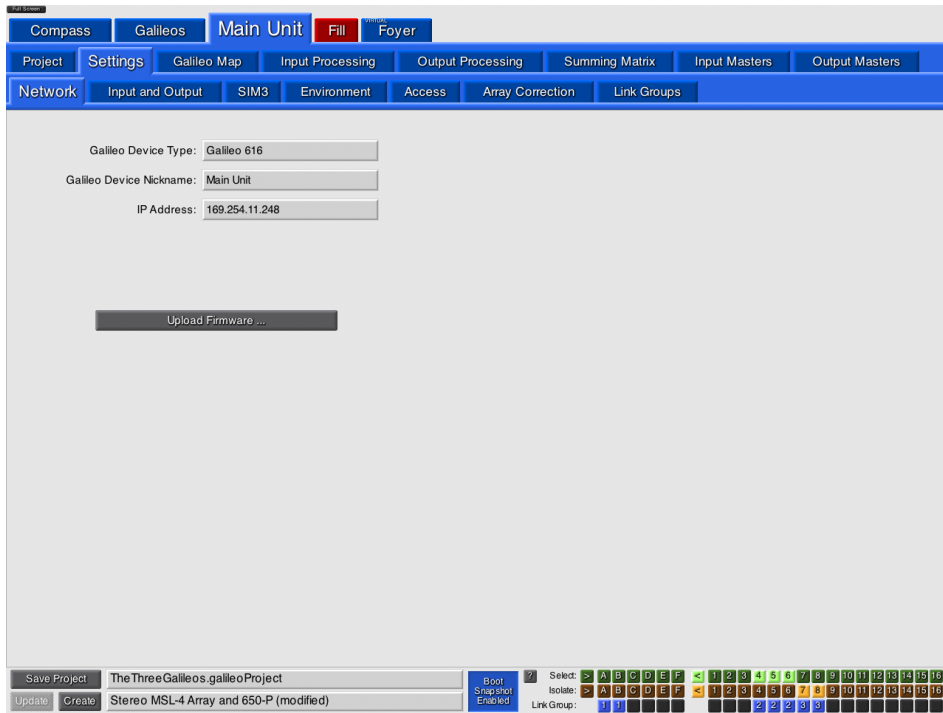 Full Screen
Compass Galileos Main Unit Fill VIRTUAL Foyer
Project Settings Galileo Map Input Processing Output Processing Summing Matrix Input Masters Output Masters
Network Input and Output SIM3 Environment Access Array Correction Link Groups
Galileo Device Type: Galileo 616
Galileo Device Nickname: Main Unit
IP Address: 169.254.11.248
Upload Firmware ...
Save Project TheThreeGalileos.galileoProject
Update Create Stereo MSL-4 Array and 650-P (modified)
Boot
Snapshot
Enabled
?
Select: > A B C D E F < 1 2 3 4 5 6 7 8 9 10 11 12 13 14 15 16
Isolate: > A B C D E F < 1 2 3 4 5 6 7 8 9 10 11 12 13 14 15 16
Link Group: 1 1 2 2 2 3 3